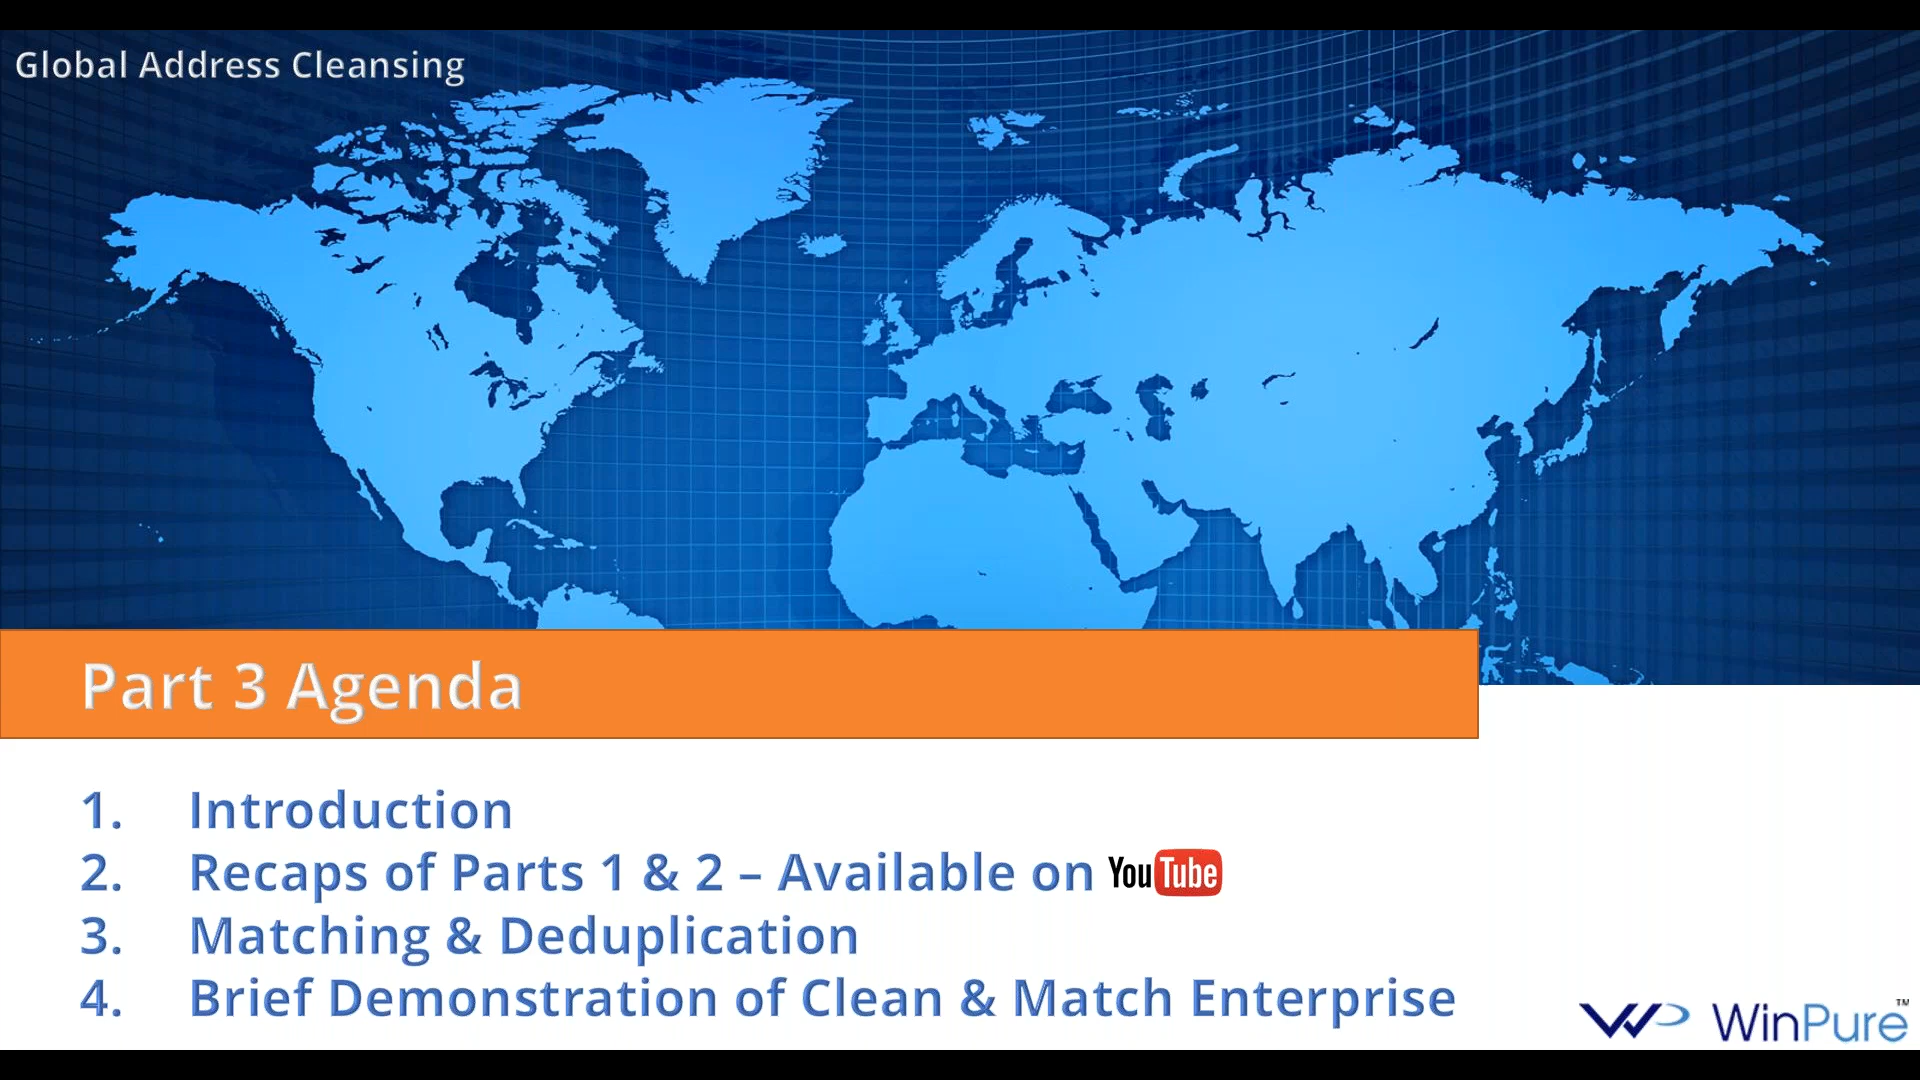 Global Address Cleansing
Part 3 Agenda
1. Introduction
2. Recaps of Parts 1 & 2 – Available on YouTube
3. Matching & Deduplication
4. Brief Demonstration of Clean & Match Enterprise
WinPure™